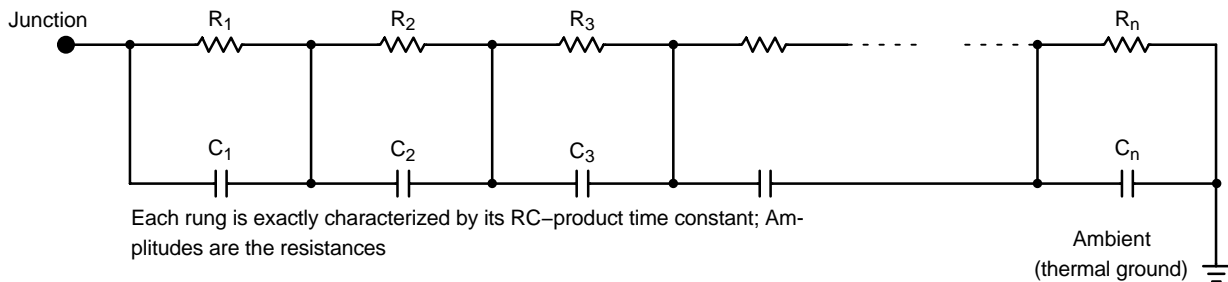 Junction
R1 R2 R3 Rn
C1 C2 C3 Cn
Each rung is exactly characterized by its RC−product time constant; Am-
plitudes are the resistances
Ambient
(thermal ground)